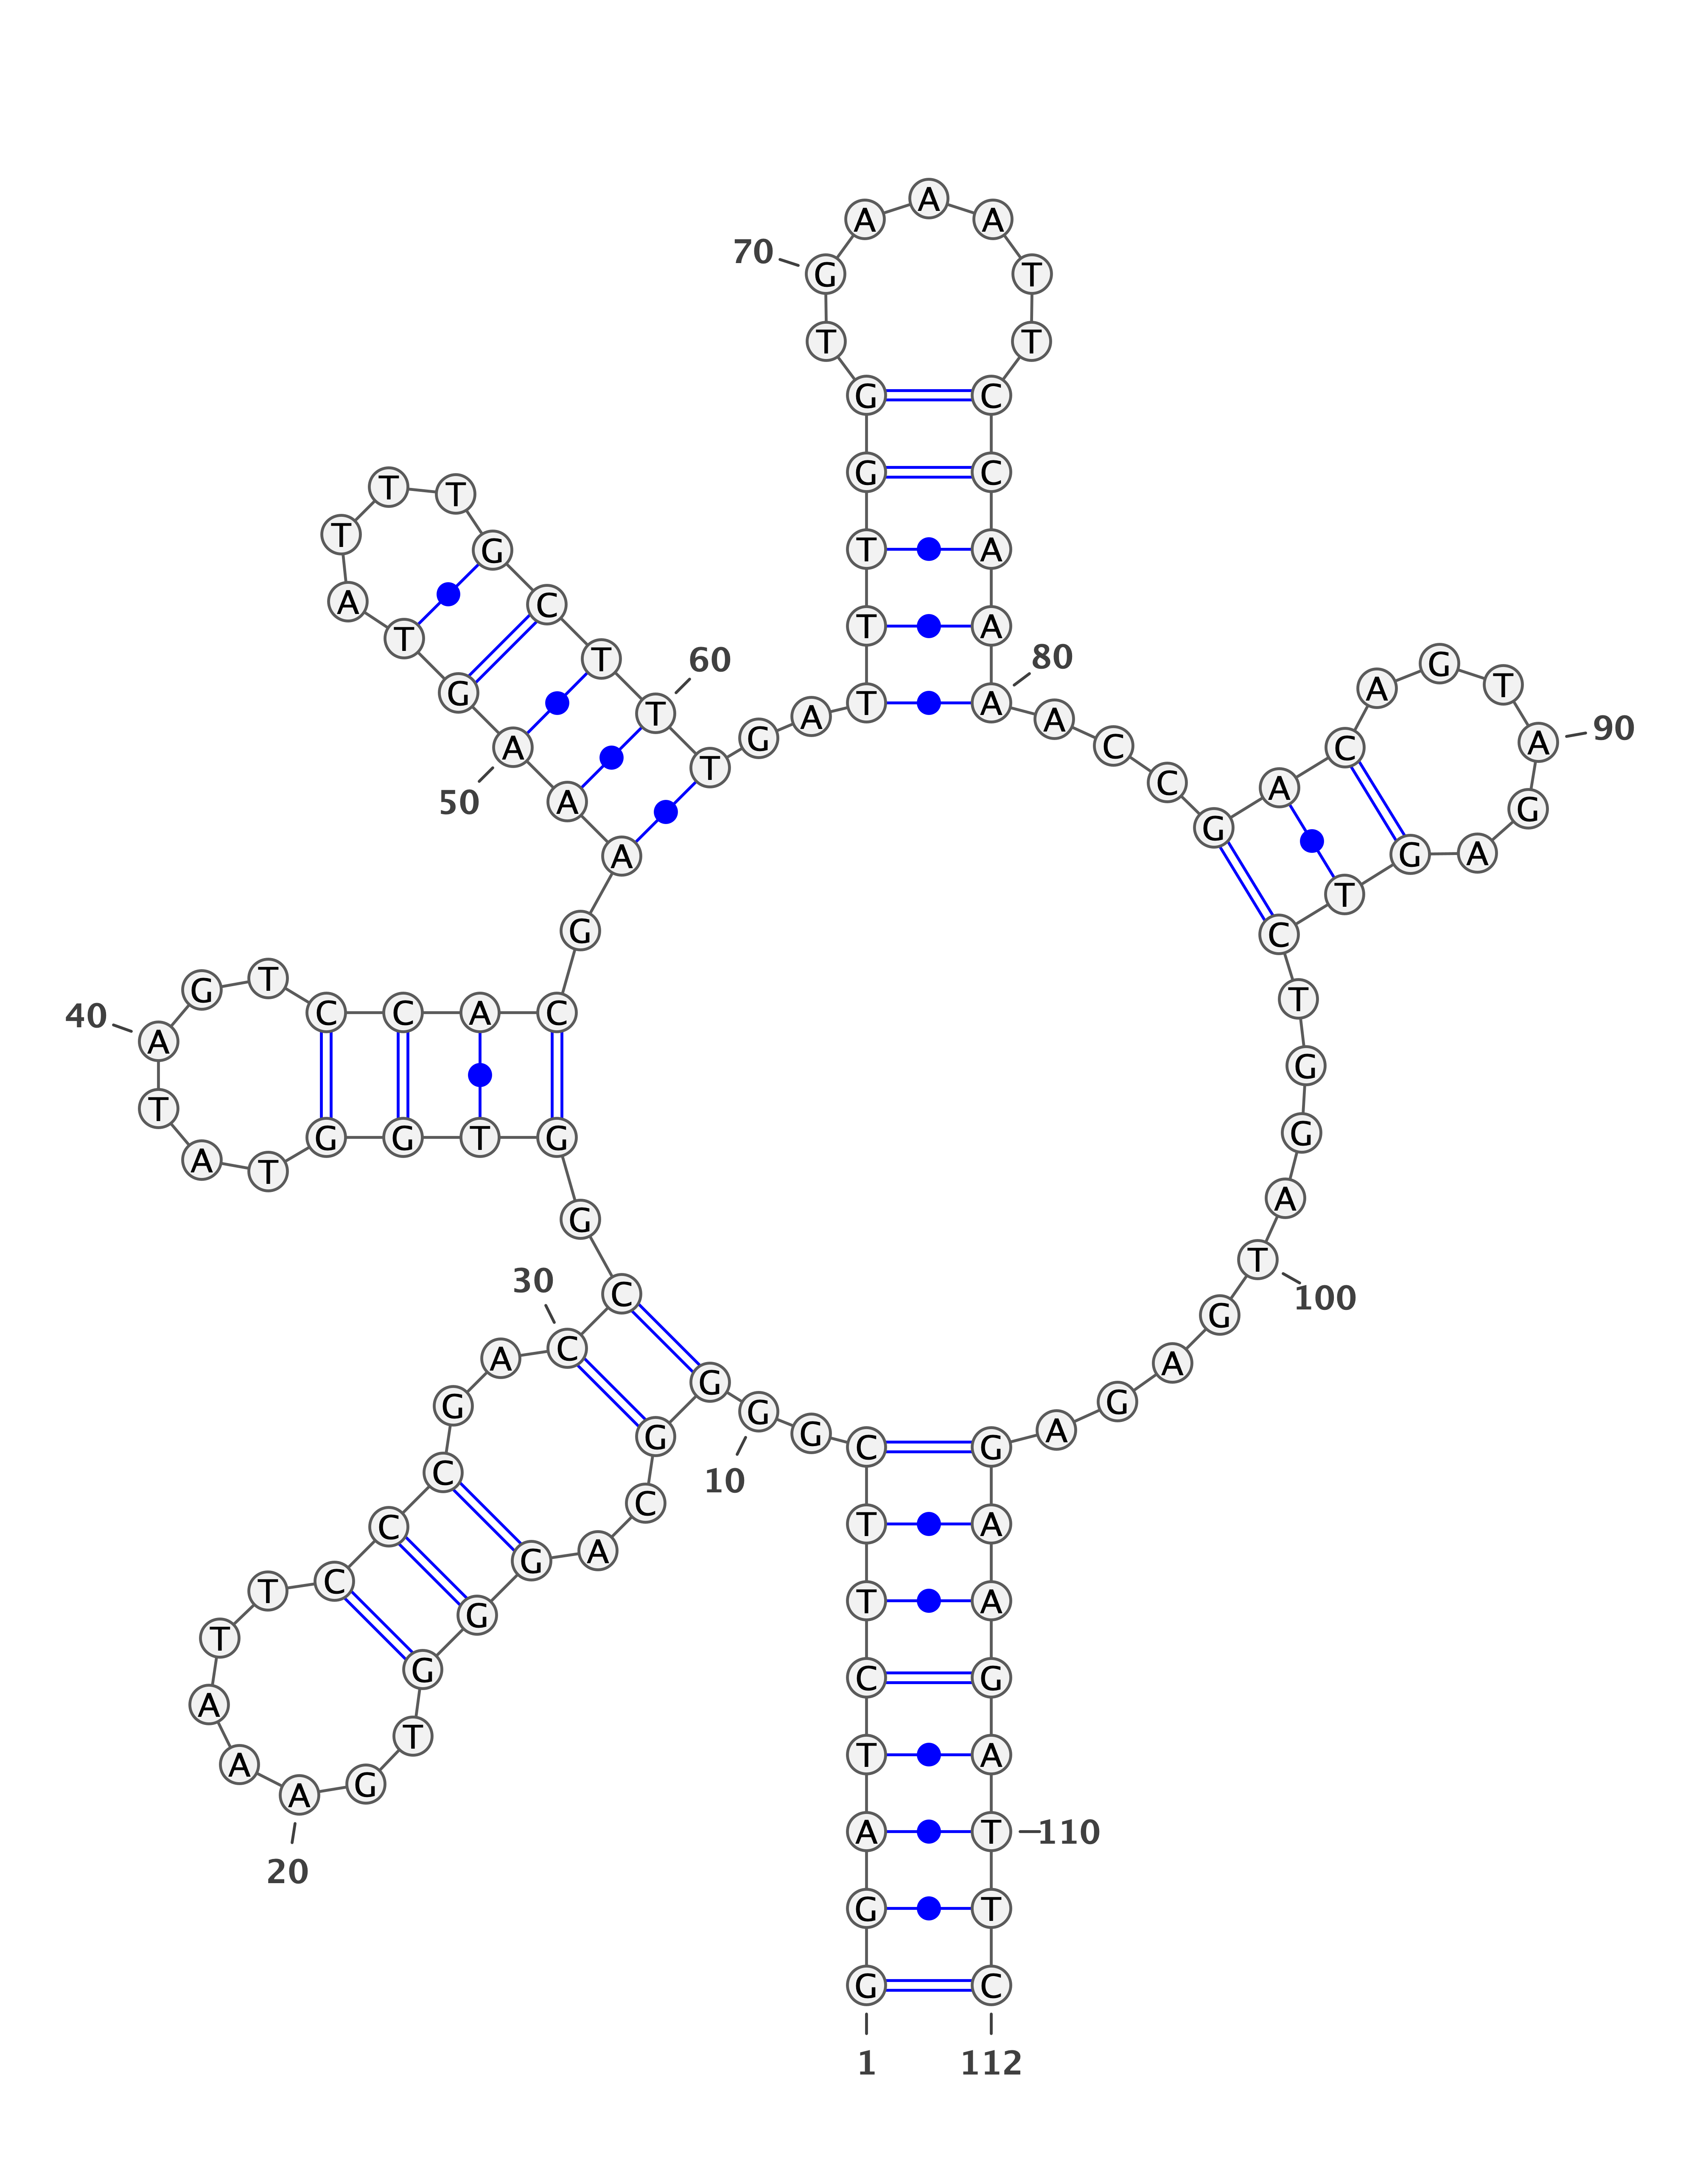 A
A A
70 G T
T T
G C
T T G C
T G T A
A C T A
T T 60 80 G
G T A T A A A T
A T G C C A 90
50 A A G
A G A
C T
G C
G T C C A C T
40 A G
T A T G G T G G
A
G T
30 C 100
C G
A A
G C G G A
10 G G C G
C G
C C A T A
C G
T C G T A
T G C G
A T T A
A A G
A T 110
20
G T
G C
1 112